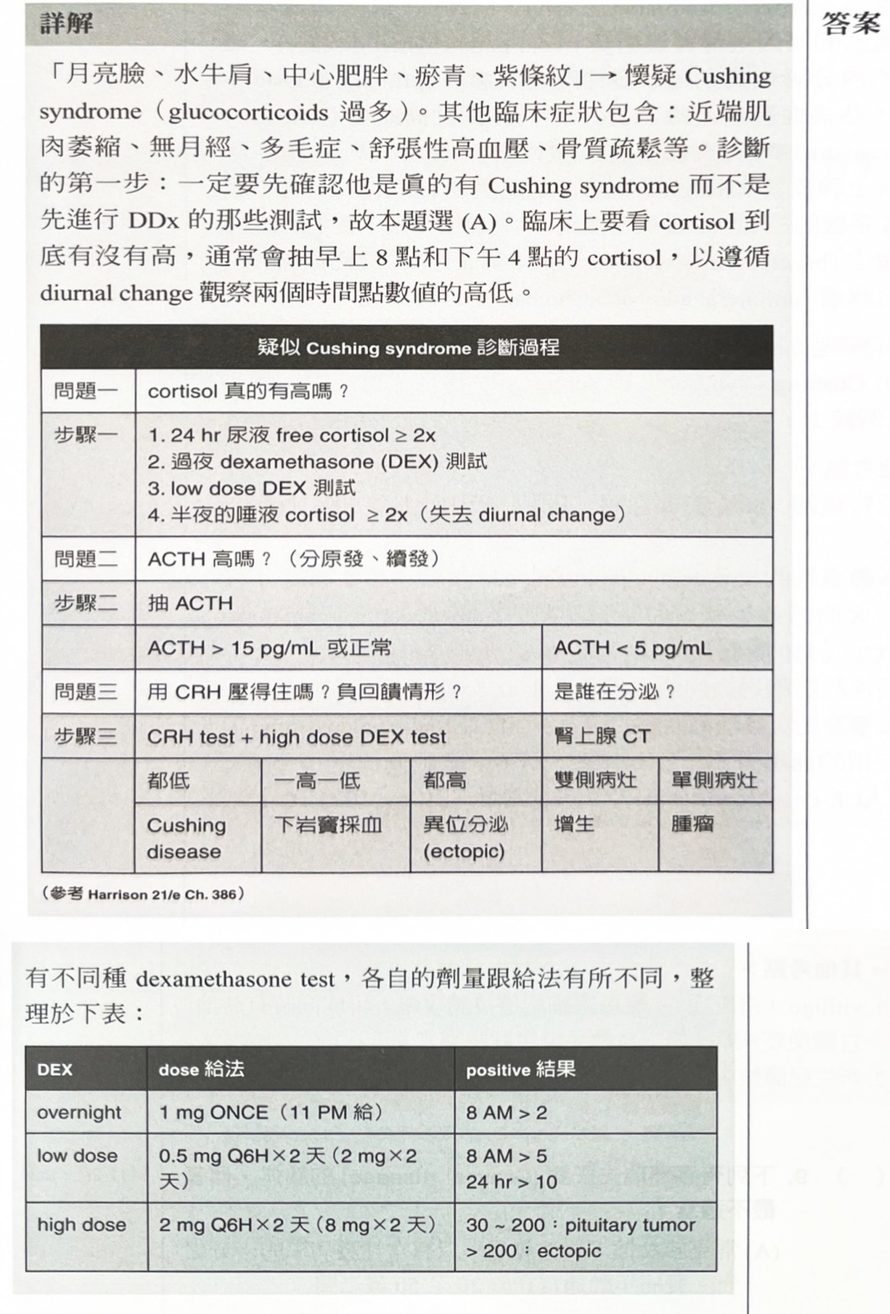 詳解
答案
「月亮臉、水牛肩、中心肥胖、瘀青、紫條紋」→ 懷疑 Cushing
syndrome（glucocorticoids 過多）。其他臨床症狀包含：近端肌
肉萎縮、無月經、多毛症、舒張性高血壓、骨質疏鬆等。診斷
的第一步：一定要先確認他是真的有 Cushing syndrome 而不是
先進行 DDx 的那些測試，故本題選 (A)。臨床上要看 cortisol 到
底有沒有高，通常會抽早上 8 點和下午 4 點的 cortisol，以遵循
diurnal change 觀察兩個時間點數值的高低。
疑似 Cushing syndrome 診斷過程
問題一 cortisol 真的有高嗎？
步驟一 1. 24 hr 尿液 free cortisol ≥ 2x
2. 過夜 dexamethasone (DEX) 測試
3. low dose DEX 測試
4. 半夜的唾液 cortisol ≥ 2x（失去 diurnal change）
問題二 ACTH 高嗎？（分原發、續發）
步驟二 抽 ACTH
ACTH > 15 pg/mL 或正常 ACTH < 5 pg/mL
問題三 用 CRH 壓得住嗎？負回饋情形？ 是誰在分泌？
步驟三 CRH test + high dose DEX test 腎上腺 CT
都低 一高一低 都高 雙側病灶 單側病灶
Cushing 下岩竇採血 異位分泌 增生 腫瘤
disease (ectopic)
（參考 Harrison 21/e Ch. 386）
有不同種 dexamethasone test，各自的劑量跟給法有所不同，整
理於下表：
DEX dose 給法 positive 結果
overnight 1 mg ONCE（11 PM 給） 8 AM > 2
low dose 0.5 mg Q6H×2 天（2 mg×2 8 AM > 5
天） 24 hr > 10
high dose 2 mg Q6H×2 天（8 mg×2 天） 30 ~ 200：pituitary tumor
> 200：ectopic